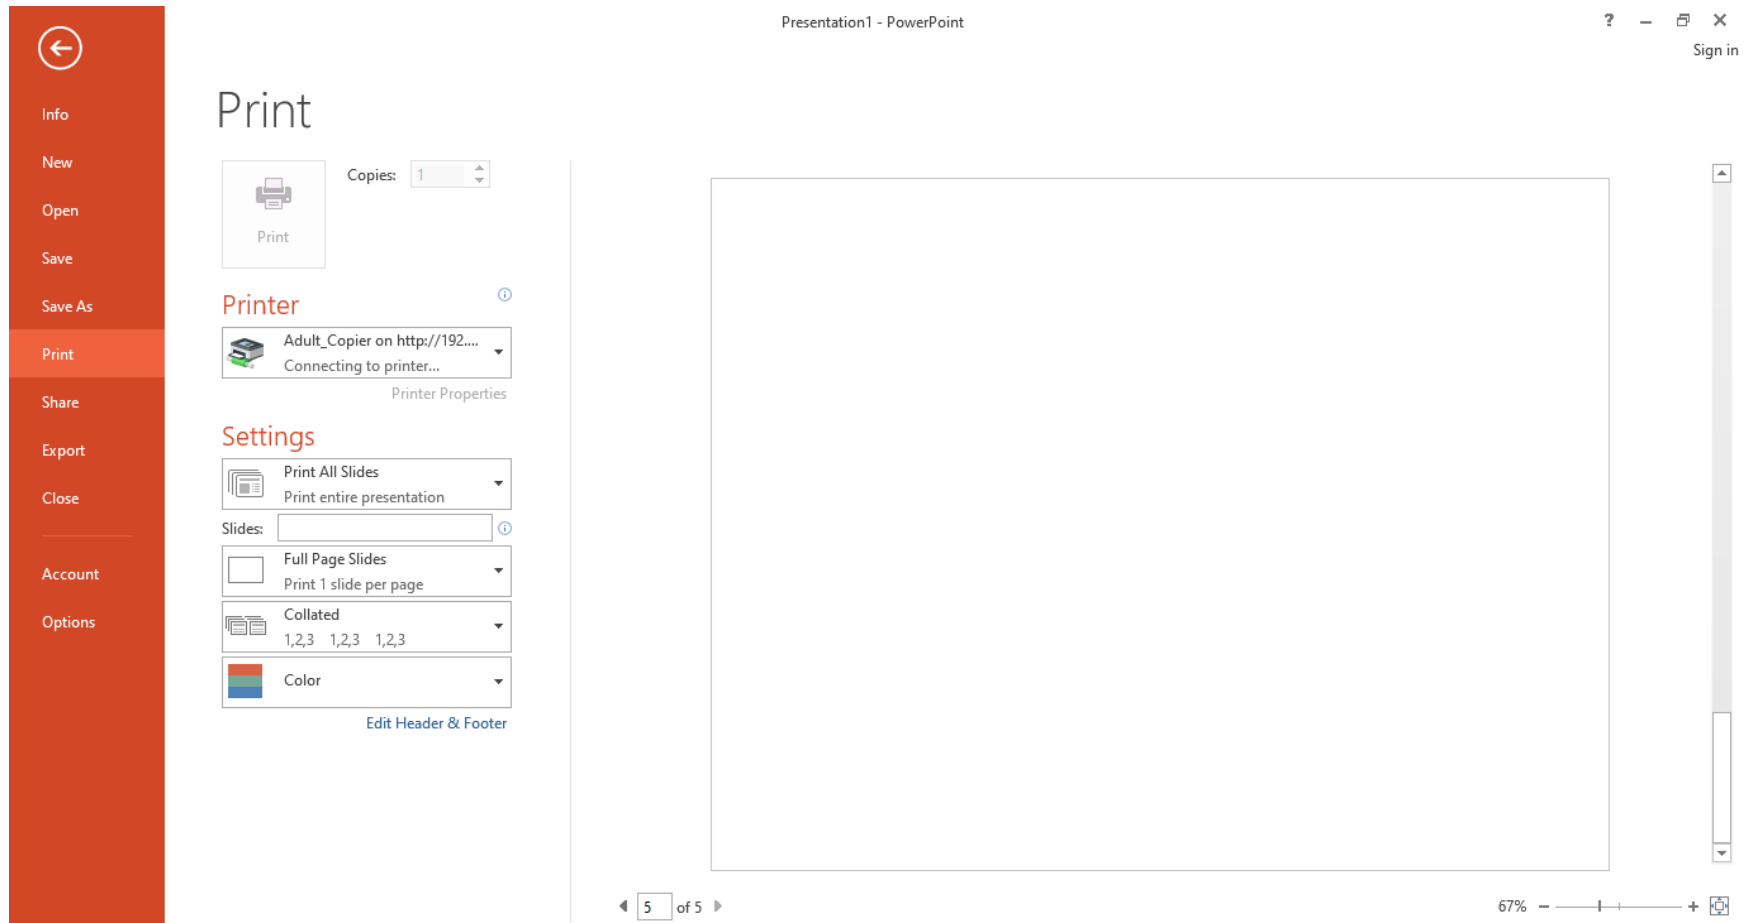 Presentation1 - PowerPoint
?
Sign in
Info
New
Open
Save
Save As
Print
Share
Export
Close
Account
Options
Print
Print
Copies: 1
Printer
Adult_Copier on http://192....
Connecting to printer...
Printer Properties
Settings
Print All Slides
Print entire presentation
Slides:
Full Page Slides
Print 1 slide per page
Collated
1,2,3 1,2,3 1,2,3
Color
Edit Header & Footer
5 of 5
67%